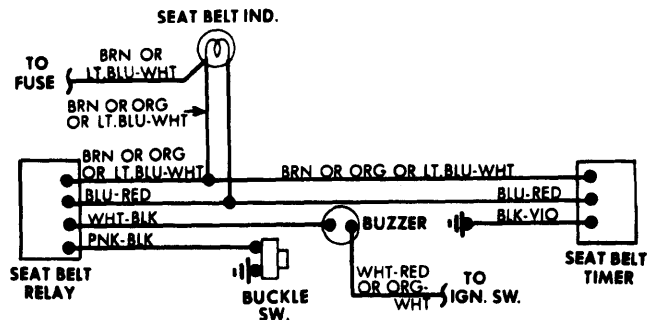 SEAT BELT IND.
TO
FUSE
BRN OR
LT.BLU-WHT
BRN OR ORG
OR LT.BLU-WHT
BRN OR ORG
OR LT.BLU-WHT
BRN OR ORG OR LT.BLU-WHT
BLU-RED
BLU-RED
WHT-BLK
BUZZER
BLK-VIO
PNK-BLK
SEAT BELT
RELAY
BUCKLE
SW.
WHT-RED
OR ORG-
WHT
TO
IGN. SW.
SEAT BELT
TIMER